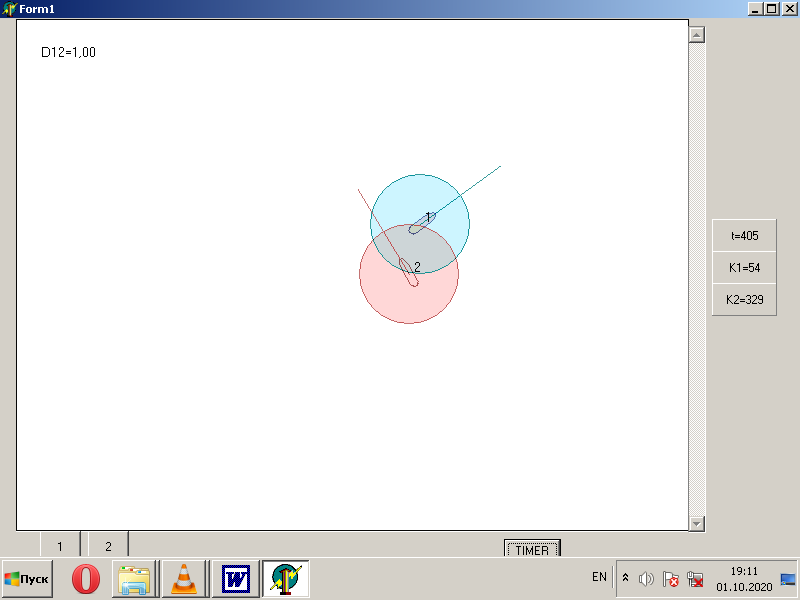 Form1
D12=1,00
1
2
t=405
K1=54
K2=329
1
2
TIMER
Пуск
W
EN
19:11
01.10.2020